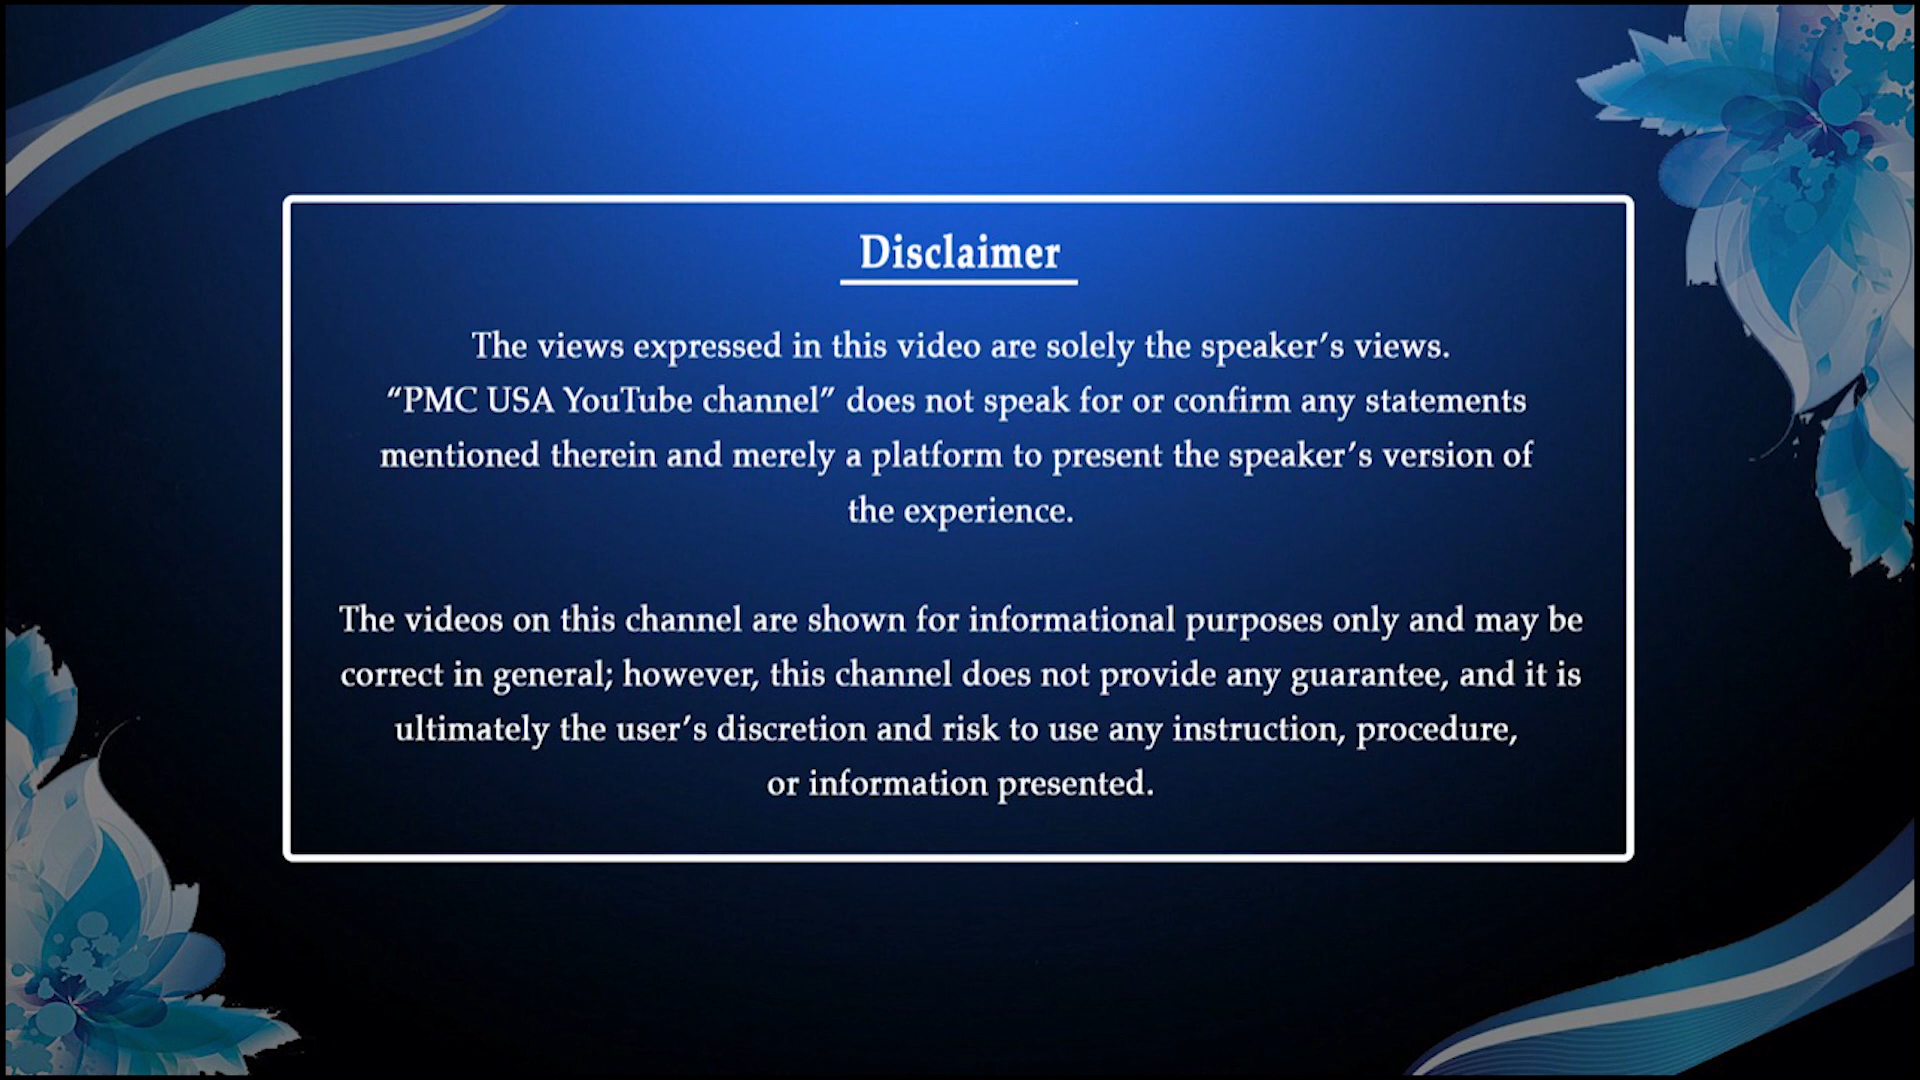 Disclaimer
The views expressed in this video are solely the speaker’s views.
“PMC USA YouTube channel” does not speak for or confirm any statements
mentioned therein and merely a platform to present the speaker’s version of
the experience.
The videos on this channel are shown for informational purposes only and may be
correct in general; however, this channel does not provide any guarantee, and it is
ultimately the user’s discretion and risk to use any instruction, procedure,
or information presented.